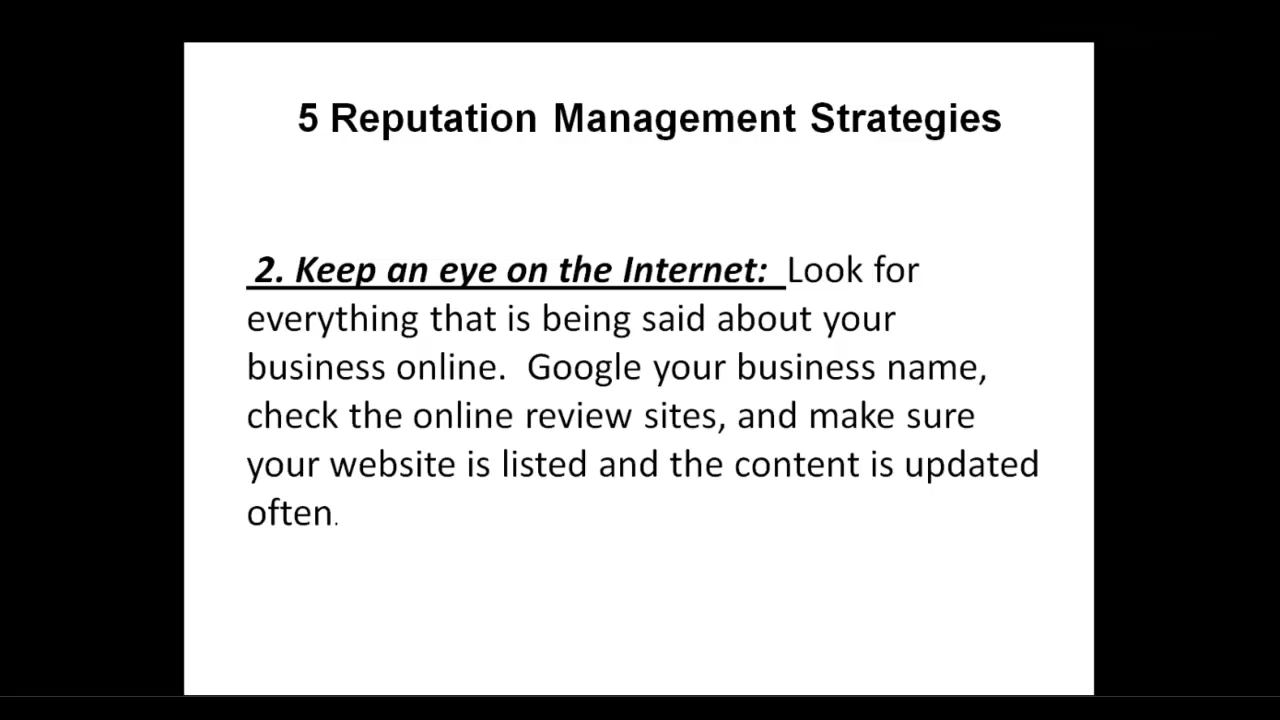 5 Reputation Management Strategies
2. Keep an eye on the Internet: Look for
everything that is being said about your
business online. Google your business name,
check the online review sites, and make sure
your website is listed and the content is updated
often.